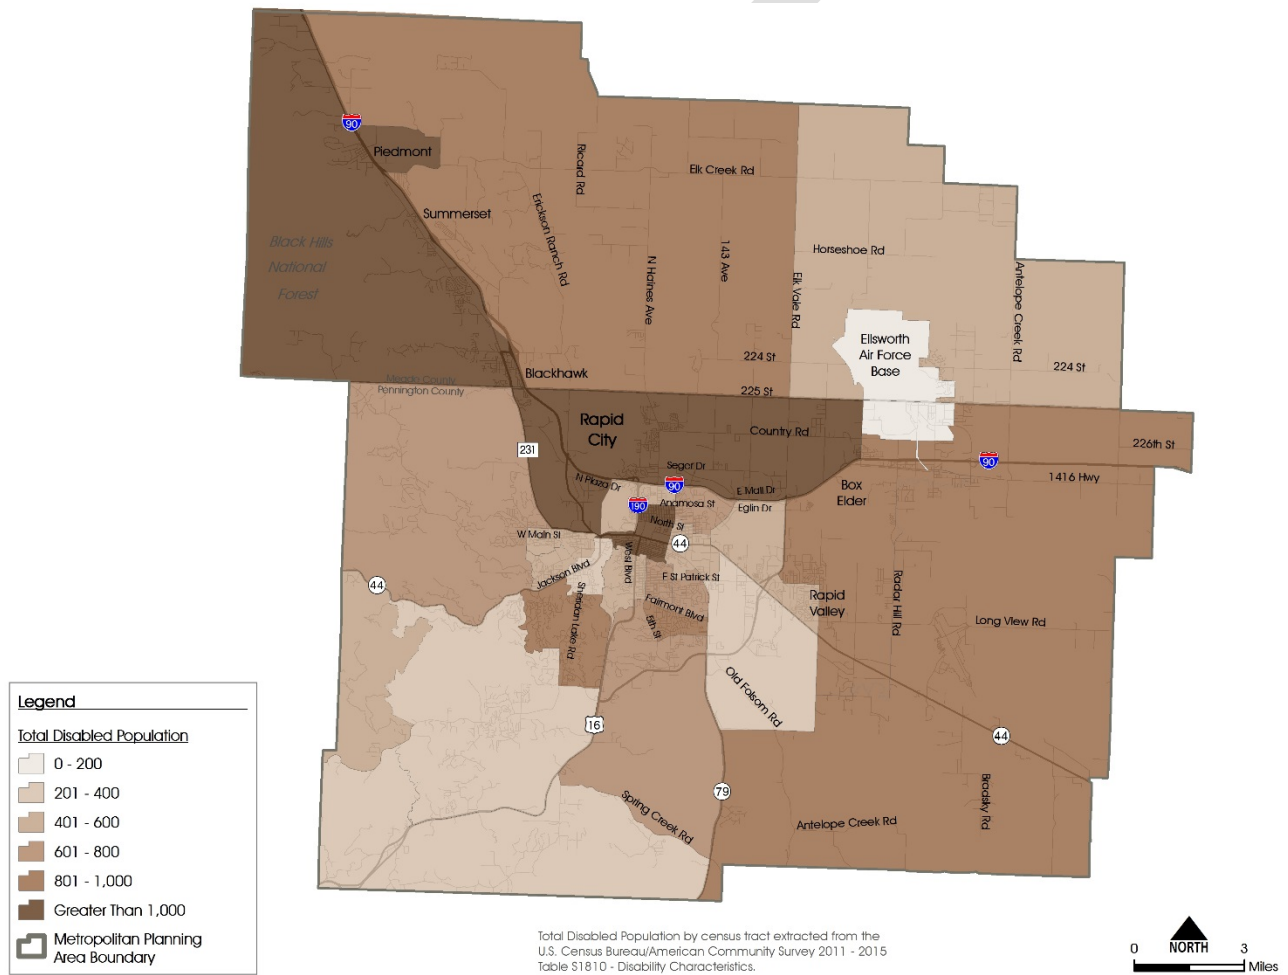 90
Piedmont
Ricard Rd
Elk Creek Rd
Summerset
Erickson Ranch Rd
Black Hills
National
Forest
N Haines Ave
143 Ave
Elk Vale Rd
Horseshoe Rd
Antelope Creek Rd
Ellsworth
Air Force
Base
224 St
224 St
Blackhawk
Meade County
Pennington County
225 St
Rapid
City
Country Rd
226th St
231
90
1416 Hwy
Seger Dr
N Plaza Dr
90
E Mall Dr
Box
Elder
190
Anamosa St
Eglin Dr
North St
W Main St
44
West Blvd
Jackson Blvd
E St Patrick St
44
Sheridan Lake Rd
Fairmont Blvd
5th St
Rapid
Valley
Radar Hill Rd
Long View Rd
Old Folsom Rd
16
44
79
Spring Creek Rd
Bradsky Rd
Antelope Creek Rd
Legend
Total Disabled Population
0 - 200
201 - 400
401 - 600
601 - 800
801 - 1,000
Greater Than 1,000
Metropolitan Planning
Area Boundary
Total Disabled Population by census tract extracted from the
U.S. Census Bureau/American Community Survey 2011 - 2015
Table S1810 - Disability Characteristics.
NORTH
0 3
Miles